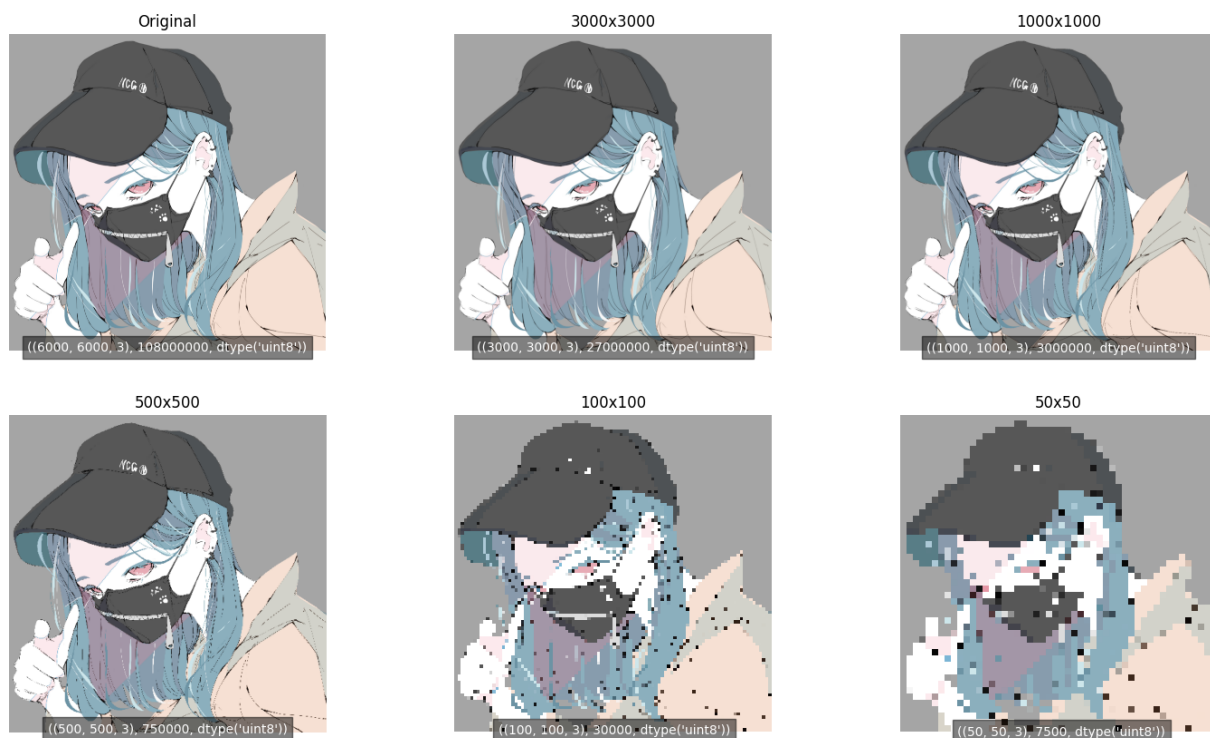 Original
3000x3000
1000x1000
((6000, 6000, 3), 108000000, dtype('uint8'))
((3000, 3000, 3), 27000000, dtype('uint8'))
((1000, 1000, 3), 3000000, dtype('uint8'))
500x500
100x100
50x50
((500, 500, 3), 750000, dtype('uint8'))
((100, 100, 3), 30000, dtype('uint8'))
((50, 50, 3), 7500, dtype('uint8'))